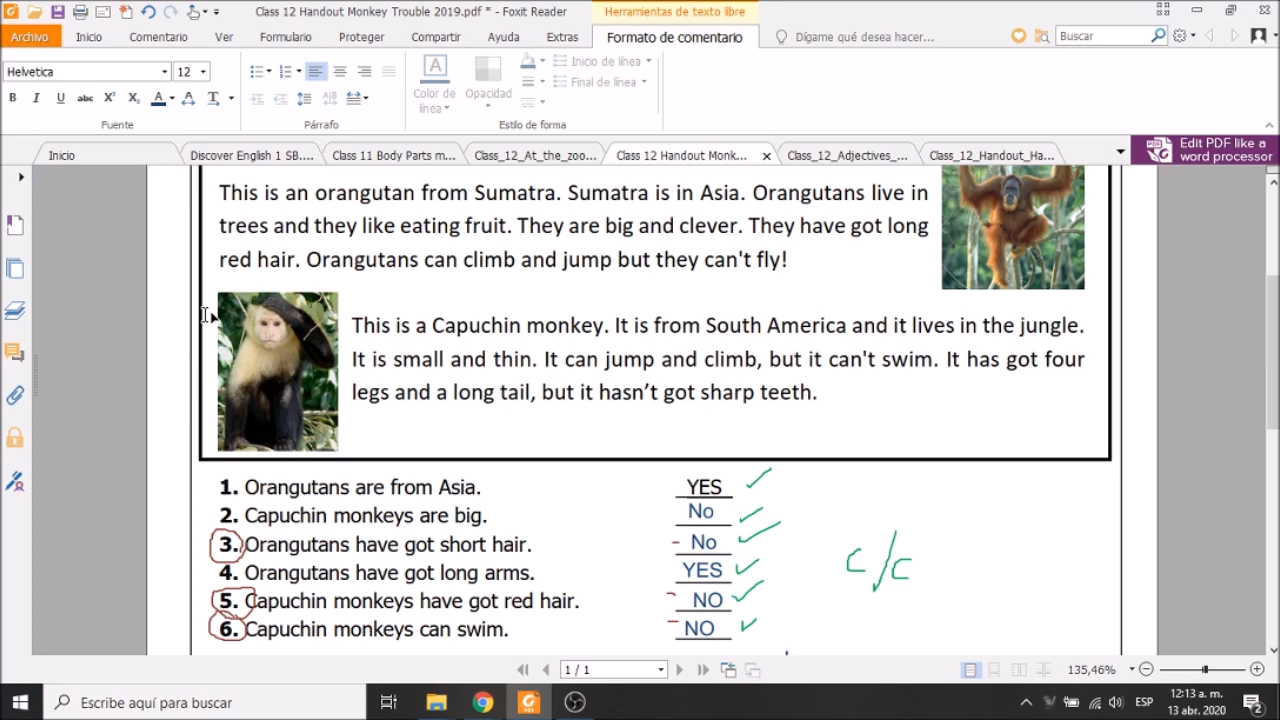 Class 12 Handout Monkey Trouble 2019.pdf * - Foxit Reader
Herramientas de texto libre
Archivo
Inicio
Comentario
Ver
Formulario
Proteger
Compartir
Ayuda
Extras
Formato de comentario
Dígame qué desea hacer...
Buscar
Helvetica
12
Color de línea
Opacidad
Inicio de línea
Final de línea
Fuente
Párrafo
Estilo de forma
Inicio
Discover English 1 SB....
Class 11 Body Parts m...
Class_12_At_the_zoo...
Class 12 Handout Monk...
Class_12_Adjectives_...
Class_12_Handout_Ha...
Edit PDF like a
word processor
This is an orangutan from Sumatra. Sumatra is in Asia. Orangutans live in
trees and they like eating fruit. They are big and clever. They have got long
red hair. Orangutans can climb and jump but they can't fly!
This is a Capuchin monkey. It is from South America and it lives in the jungle.
It is small and thin. It can jump and climb, but it can't swim. It has got four
legs and a long tail, but it hasn’t got sharp teeth.
1. Orangutans are from Asia. YES
2. Capuchin monkeys are big. No
3. Orangutans have got short hair. No
4. Orangutans have got long arms. YES
5. Capuchin monkeys have got red hair. NO
6. Capuchin monkeys can swim. NO
C/C
1 / 1
135,46%
Escribe aquí para buscar
ESP
12:13 a. m.
13 abr. 2020
2